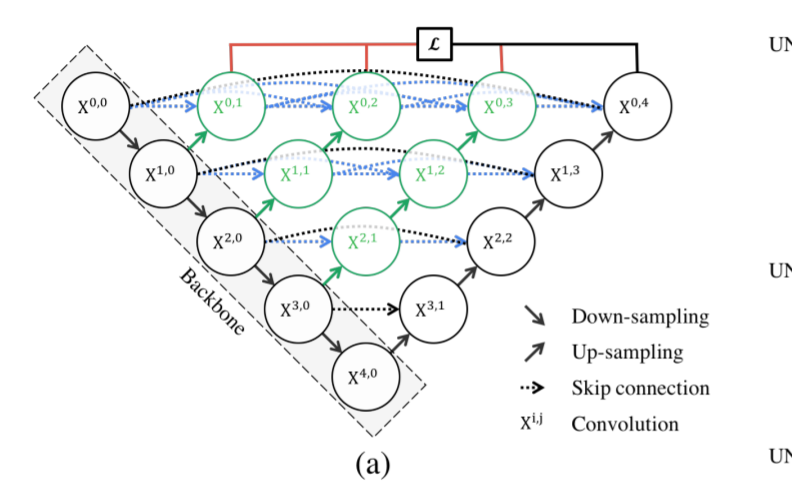 ℒ
UN
X^0,0
X^0,1
X^0,2
X^0,3
X^0,4
X^1,0
X^1,1
X^1,2
X^1,3
X^2,0
X^2,1
X^2,2
UN
Backbone
X^3,0
X^3,1
Down-sampling
Up-sampling
X^4,0
Skip connection
X^i,j Convolution
UN
(a)